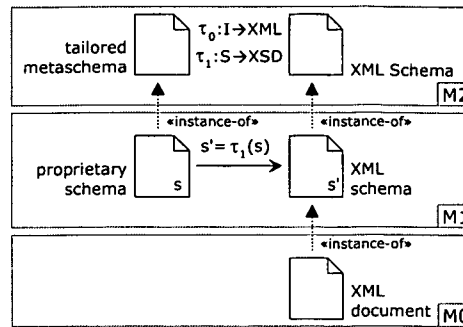 tailored
metaschema
τ₀:I→XML
τ₁:S→XSD
XML Schema
M2
«instance-of»
«instance-of»
proprietary
schema
s
s'=τ₁(s)
s'
XML
schema
M1
«instance-of»
XML
document
M0